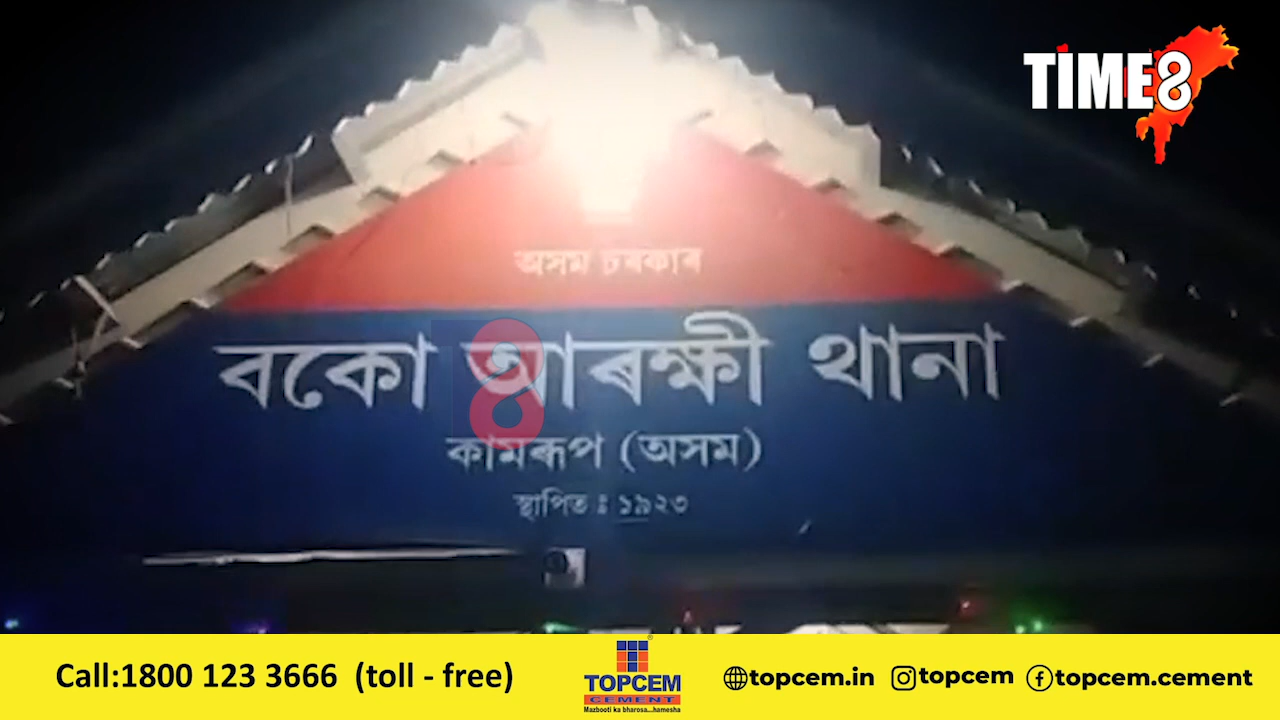 TIME8
অসম চৰকাৰ
বকো আৰক্ষী থানা
কামৰূপ (অসম)
স্থাপিত ঃ ১৯২৩
Call:1800 123 3666 (toll - free)
TOPCEM
CEMENT
Mazbooti ka bharosa...hamesha
topcem.in
topcem
topcem.cement